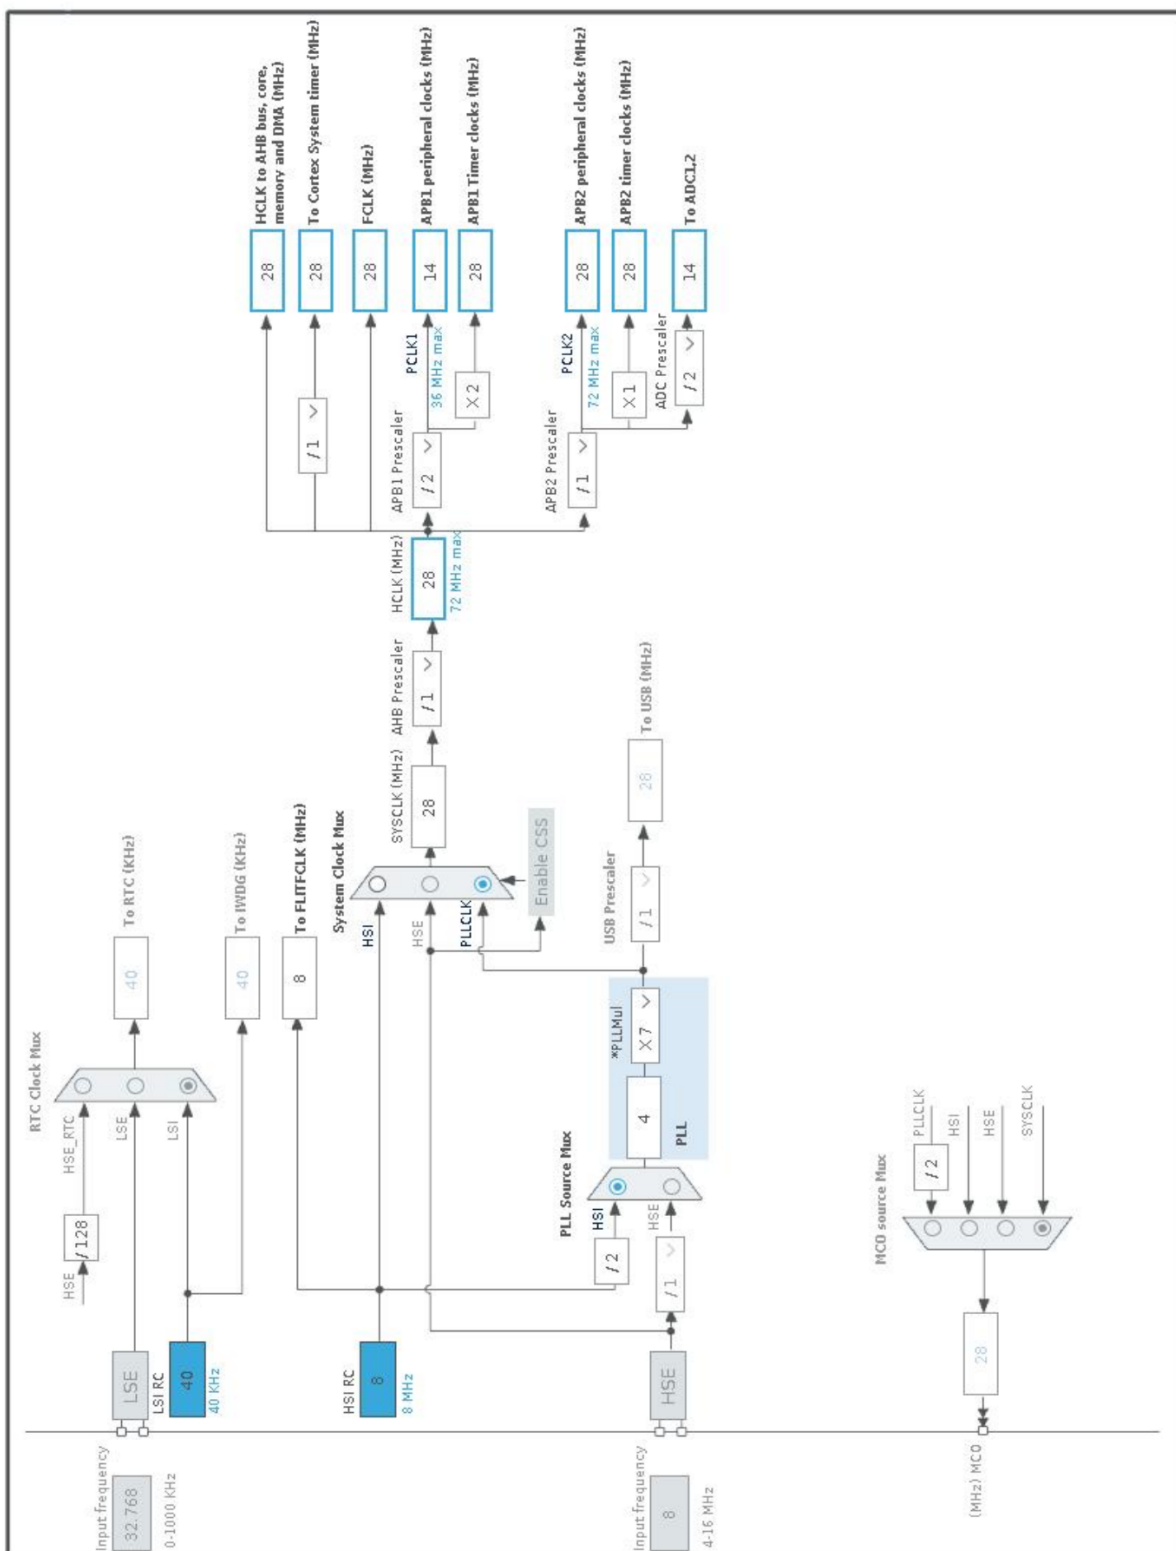 Input frequency
32.768
0-1000 KHz
LSE
LSI RC
40
40 KHz
HSE
/128
HSE_RTC
LSE
LSI
RTC Clock Mux
40
To RTC (KHz)
40
To IWDG (KHz)
HSI RC
8
8 MHz
8
To FLITFCLK (MHz)
Input frequency
8
4-16 MHz
HSE
/1
/2
HSI
HSE
PLL Source Mux
4
*PLLMul
X 7
PLL
USB Prescaler
/1
28
To USB (MHz)
System Clock Mux
HSI
HSE
PLLCLK
Enable CSS
SYSCLK (MHz)
28
AHB Prescaler
/1
HCLK (MHz)
28
72 MHz max
28
HCLK to AHB bus, core,
memory and DMA (MHz)
/1
28
To Cortex System timer (MHz)
28
FCLK (MHz)
APB1 Prescaler
/2
PCLK1
36 MHz max
14
APB1 peripheral clocks (MHz)
X 2
28
APB1 Timer clocks (MHz)
APB2 Prescaler
/1
PCLK2
72 MHz max
28
APB2 peripheral clocks (MHz)
X 1
28
APB2 timer clocks (MHz)
ADC Prescaler
/2
14
To ADC1,2
(MHz) MCO
28
MCO source Mux
/2
PLLCLK
HSI
HSE
SYSCLK